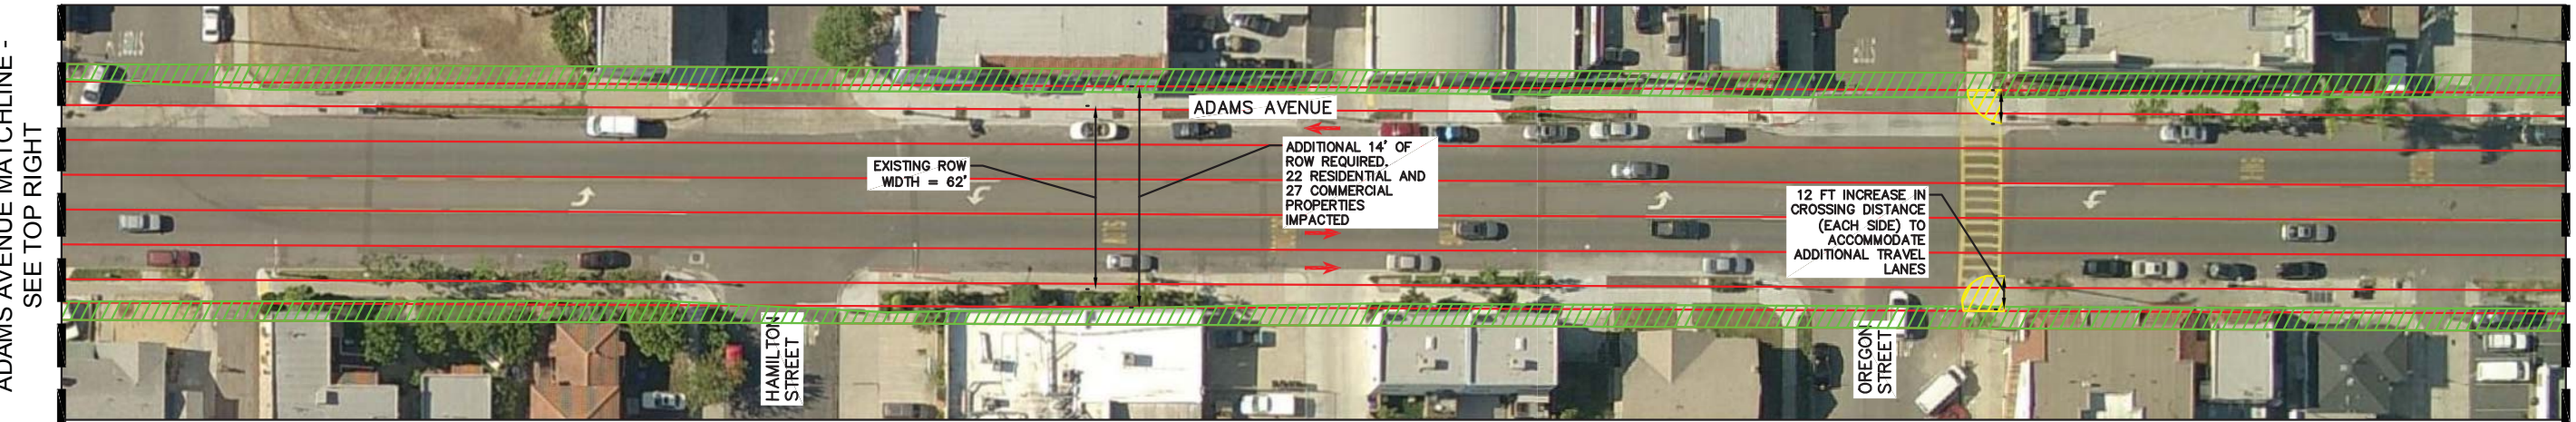 ADAMS AVENUE MATCHLINE -
SEE TOP RIGHT
ADAMS AVENUE
EXISTING ROW
WIDTH = 62'
ADDITIONAL 14' OF
ROW REQUIRED.
22 RESIDENTIAL AND
27 COMMERCIAL
PROPERTIES
IMPACTED
12 FT INCREASE IN
CROSSING DISTANCE
(EACH SIDE) TO
ACCOMMODATE
ADDITIONAL TRAVEL
LANES
HAMILTON
STREET
OREGON
STREET